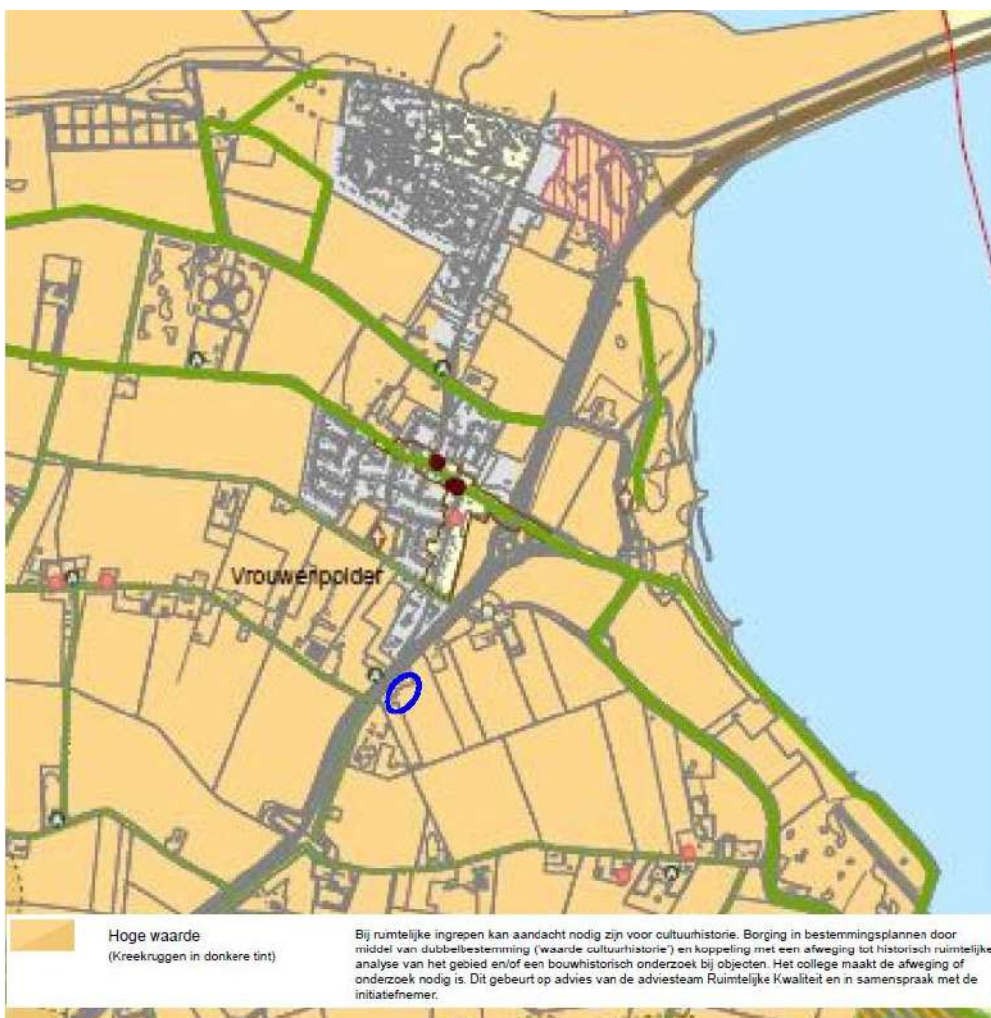 Vrouwenpolder
Hoge waarde
(Kreekruggen in donkere tint)
Bij ruimtelijke ingrepen kan aandacht nodig zijn voor cultuurhistorie. Borging in bestemmingsplannen door
middel van dubbelbestemming ('waarde cultuurhistorie') en koppeling met een afweging tot historisch ruimtelijke
analyse van het gebied en/of een bouwhistorisch onderzoek bij objecten. Het college maakt de afweging of
onderzoek nodig is. Dit gebeurt op advies van de adviesteam Ruimtelijke Kwaliteit en in samenspraak met de
initiatiefnemer.